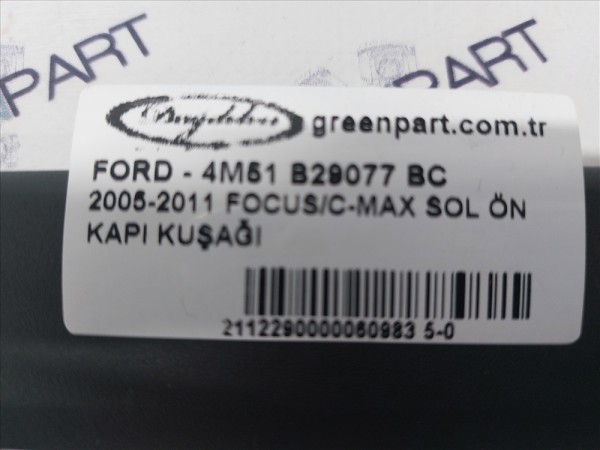 PART
PART
greenpart.com.tr
FORD - 4M51 B29077 BC
2005-2011 FOCUS/C-MAX SOL ÖN
KAPI KUŞAĞI
2112290000060983 5-0